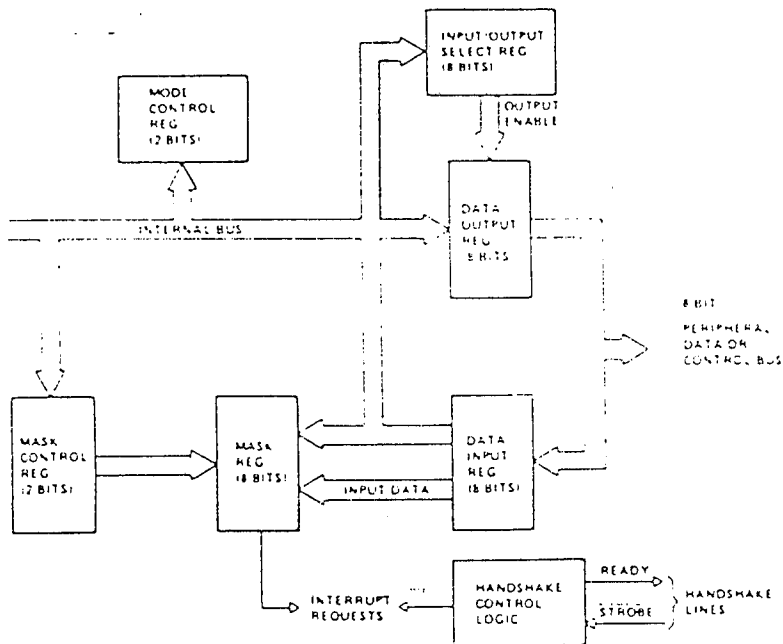 INPUT/OUTPUT
SELECT REG
(8 BITS)
MODE
CONTROL
REG
(2 BITS)
OUTPUT
ENABLE
INTERNAL BUS
DATA
OUTPUT
REG
8 BITS
8 BIT
PERIPHERAL
DATA OR
CONTROL BUS
MASK
CONTROL
REG
(2 BITS)
MASK
REG
(8 BITS)
DATA
INPUT
REG
(8 BITS)
INPUT DATA
INTERRUPT
REQUESTS
HANDSHAKE
CONTROL
LOGIC
READY
STROBE
HANDSHAKE
LINES